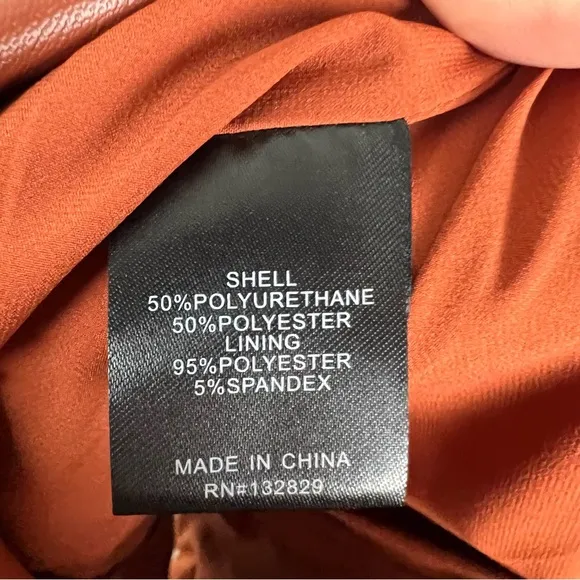 SHELL
50%POLYURETHANE
50%POLYESTER
LINING
95%POLYESTER
5%SPANDEX
MADE IN CHINA
RN#132829